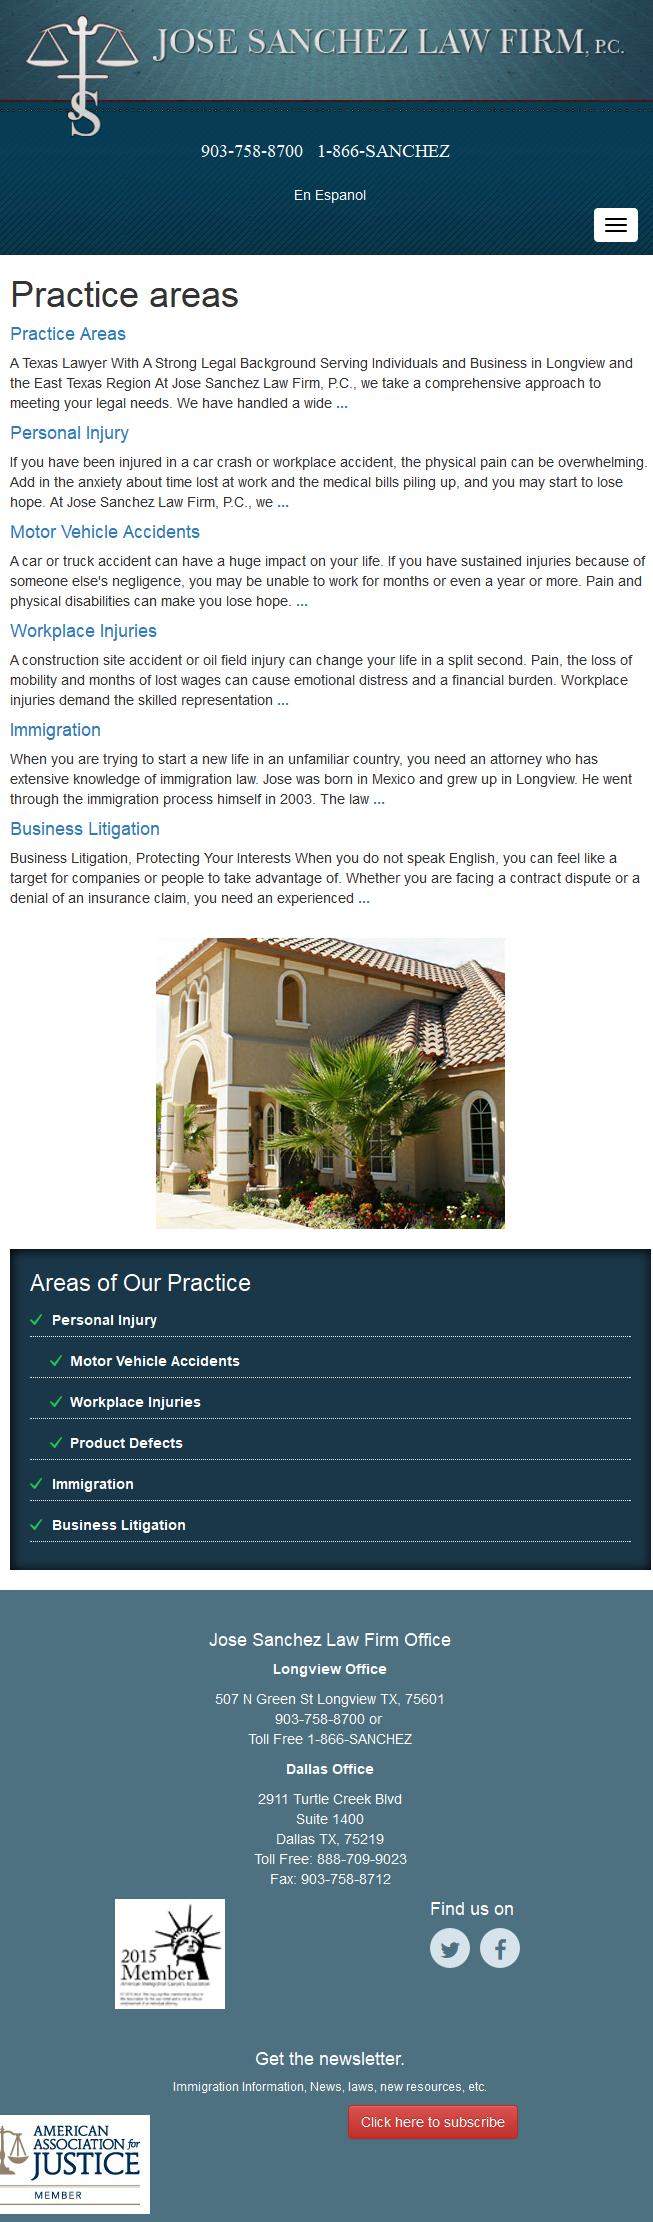 JOSE SANCHEZ LAW FIRM, P.C.
JS
903-758-8700 1-866-SANCHEZ
En Espanol
Practice areas
Practice Areas
A Texas Lawyer With A Strong Legal Background Serving Individuals and Business in Longview and
the East Texas Region At Jose Sanchez Law Firm, P.C., we take a comprehensive approach to
meeting your legal needs. We have handled a wide ...
Personal Injury
If you have been injured in a car crash or workplace accident, the physical pain can be overwhelming.
Add in the anxiety about time lost at work and the medical bills piling up, and you may start to lose
hope. At Jose Sanchez Law Firm, P.C., we ...
Motor Vehicle Accidents
A car or truck accident can have a huge impact on your life. If you have sustained injuries because of
someone else's negligence, you may be unable to work for months or even a year or more. Pain and
physical disabilities can make you lose hope. ...
Workplace Injuries
A construction site accident or oil field injury can change your life in a split second. Pain, the loss of
mobility and months of lost wages can cause emotional distress and a financial burden. Workplace
injuries demand the skilled representation ...
Immigration
When you are trying to start a new life in an unfamiliar country, you need an attorney who has
extensive knowledge of immigration law. Jose was born in Mexico and grew up in Longview. He went
through the immigration process himself in 2003. The law ...
Business Litigation
Business Litigation, Protecting Your Interests When you do not speak English, you can feel like a
target for companies or people to take advantage of. Whether you are facing a contract dispute or a
denial of an insurance claim, you need an experienced ...
Areas of Our Practice
Personal Injury
Motor Vehicle Accidents
Workplace Injuries
Product Defects
Immigration
Business Litigation
Jose Sanchez Law Firm Office
Longview Office
507 N Green St Longview TX, 75601
903-758-8700 or
Toll Free 1-866-SANCHEZ
Dallas Office
2911 Turtle Creek Blvd
Suite 1400
Dallas TX, 75219
Toll Free: 888-709-9023
Fax: 903-758-8712
2015
Member
American Immigration Lawyers Association
Find us on
Get the newsletter.
Immigration Information, News, laws, new resources, etc.
Click here to subscribe
AMERICAN
ASSOCIATION for
JUSTICE
MEMBER